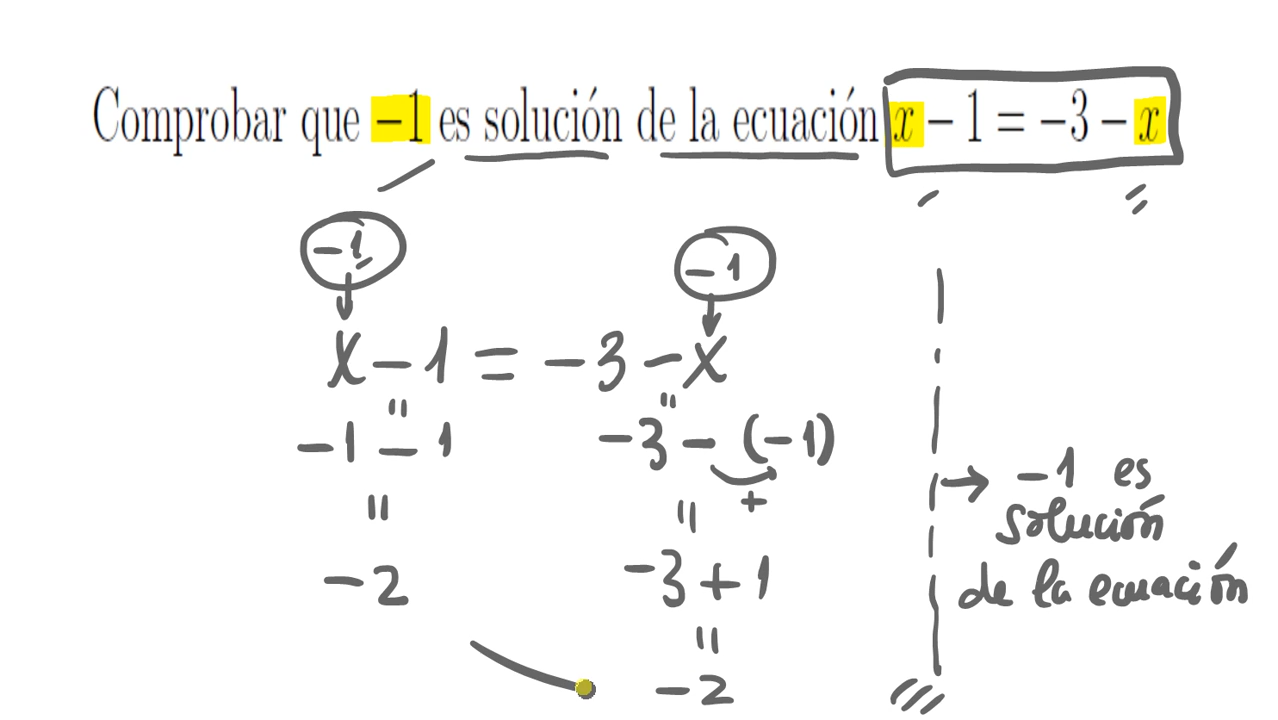 Comprobar que −1 es solución de la ecuación x − 1 = −3 − x
−1 −1
x − 1 = −3 − x
= =
−1 − 1 −3 − (−1)
+
= =
−2 −3 + 1
=
−2
→ −1 es
solución
de la ecuación